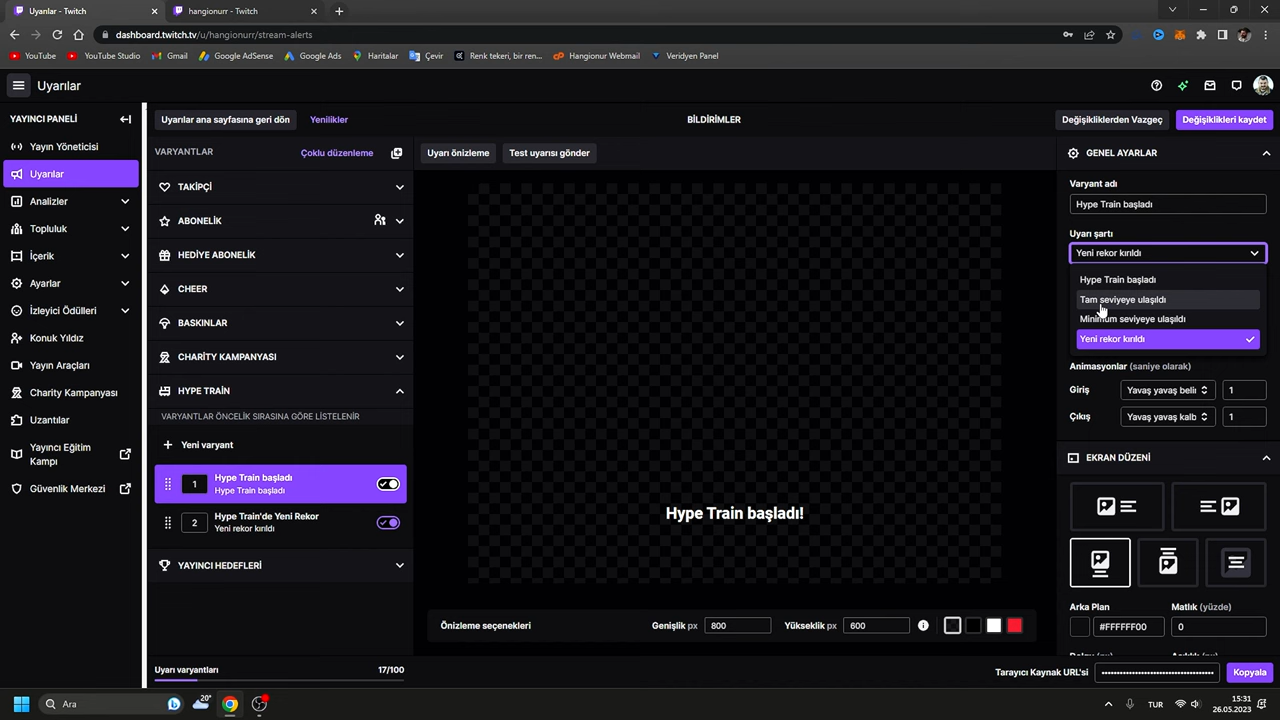 Uyarılar - Twitch
hangionurr - Twitch
dashboard.twitch.tv/u/hangionurr/stream-alerts
YouTube
YouTube Studio
Gmail
Google AdSense
Google Ads
Haritalar
Çevir
Renk tekeri, bir ren...
Hangionur Webmail
Veridyen Panel
Uyarılar
YAYINCI PANELİ
Yayın Yöneticisi
Uyarılar
Analizler
Topluluk
İçerik
Ayarlar
İzleyici Ödülleri
Konuk Yıldız
Yayın Araçları
Charity Kampanyası
Uzantılar
Yayıncı Eğitim
Kampı
Güvenlik Merkezi
Uyarılar ana sayfasına geri dön
Yenilikler
BİLDİRİMLER
Değişikliklerden Vazgeç
Değişiklikleri kaydet
VARYANTLAR
Çoklu düzenleme
TAKİPÇİ
ABONELİK
HEDİYE ABONELİK
CHEER
BASKINLAR
CHARITY KAMPANYASI
HYPE TRAIN
VARYANTLAR ÖNCELİK SIRASINA GÖRE LİSTELENİR
Yeni varyant
1
Hype Train başladı
Hype Train başladı
2
Hype Train'de Yeni Rekor
Yeni rekor kırıldı
YAYINCI HEDEFLERİ
Uyarı varyantları
17/100
Uyarı önizleme
Test uyarısı gönder
Hype Train başladı!
Önizleme seçenekleri
Genişlik px
800
Yükseklik px
600
GENEL AYARLAR
Varyant adı
Hype Train başladı
Uyarı şartı
Yeni rekor kırıldı
Hype Train başladı
Tam seviyeye ulaşıldı
Minimum seviyeye ulaşıldı
Yeni rekor kırıldı
Animasyonlar (saniye olarak)
Giriş
Yavaş yavaş beli
1
Çıkış
Yavaş yavaş kalb
1
EKRAN DÜZENİ
Arka Plan
Matlık (yüzde)
#FFFFFF00
0
Tarayıcı Kaynak URL'si
Kopyala
Ara
20°
TUR
15:31
26.05.2023